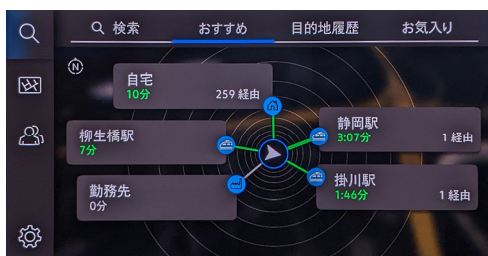 検索
おすすめ
目的地履歴
お気入り
N
自宅
10分
259 経由
柳生橋駅
7分
静岡駅
3:07分
1 経由
勤務先
0分
掛川駅
1:46分
1 経由